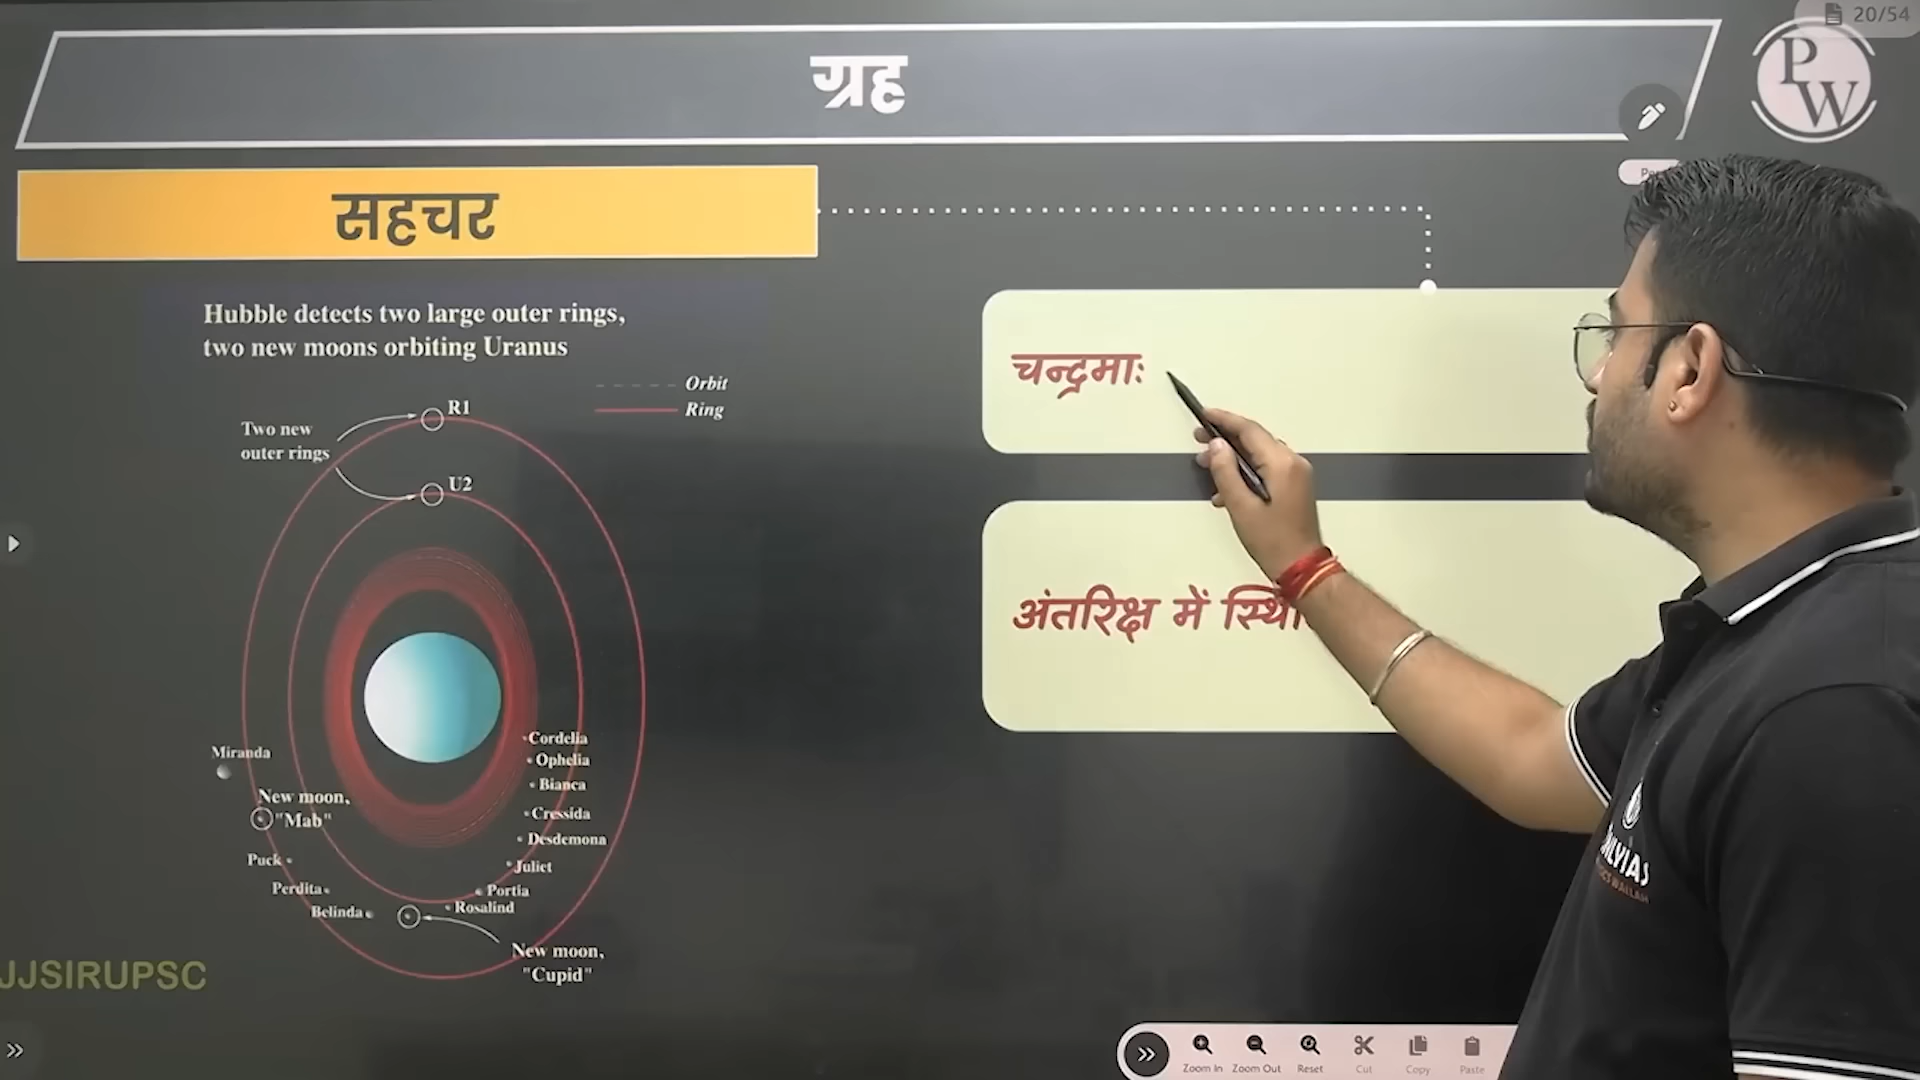 20/54
ग्रह
PW
सहचर
Hubble detects two large outer rings,
two new moons orbiting Uranus
Orbit
Ring
R1
Two new
outer rings
U2
चन्द्रमाः
अंतरिक्ष में
Cordelia
Ophelia
Bianca
Cressida
Desdemona
Juliet
Portia
Rosalind
Miranda
New moon,
"Mab"
Puck
Perdita
Belinda
New moon,
"Cupid"
JJSIRUPSC
Zoom In
Zoom Out
Reset
Cut
Copy
Paste